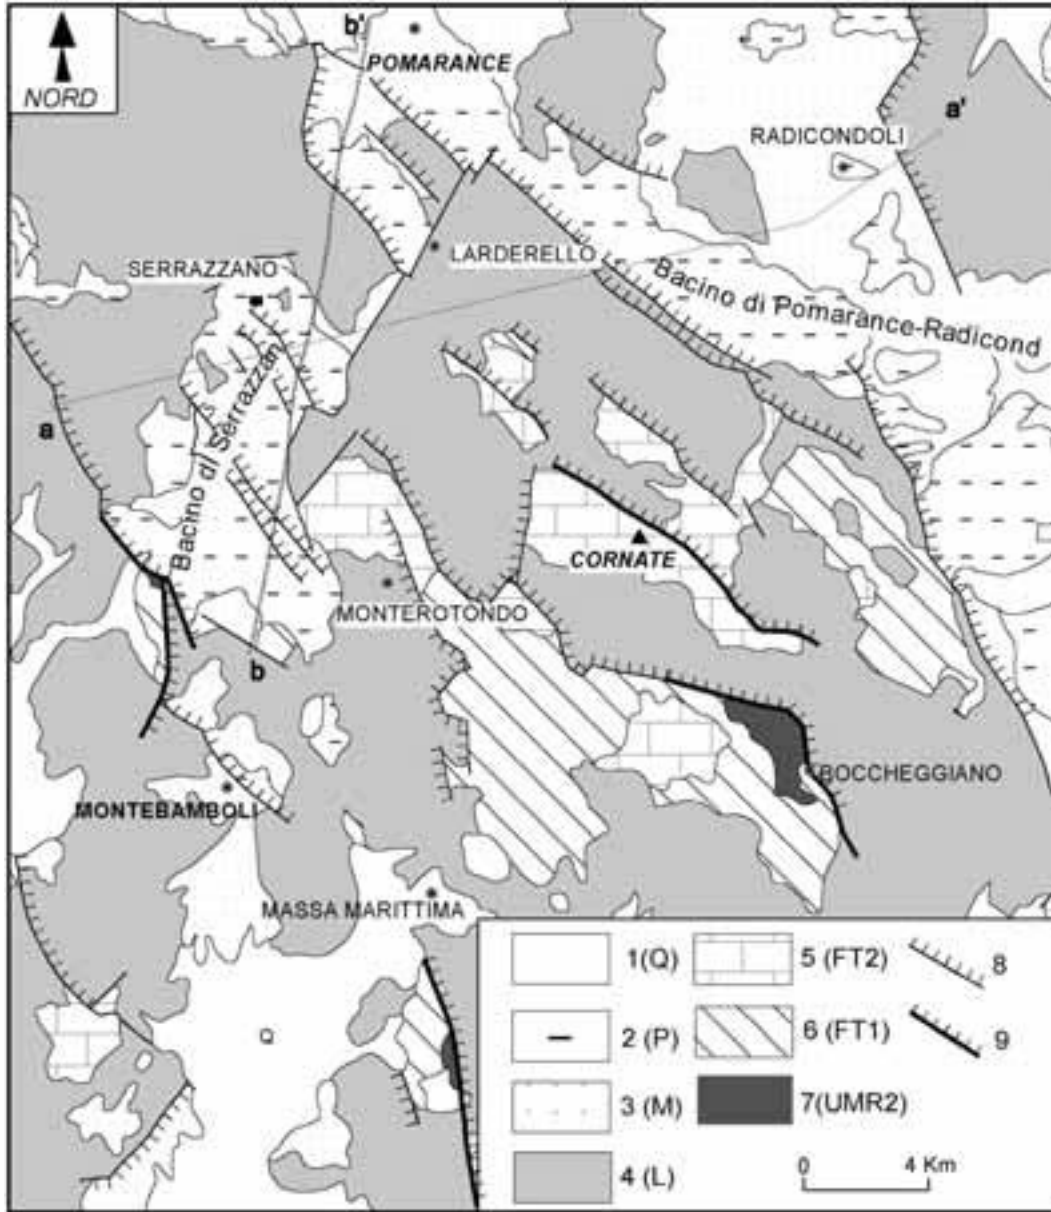 NORD
b'
POMARANCE
a'
RADICONDOLI
LARDERELLO
SERRAZZANO
Bacino di Pomarance-Radicond
Bacino di Serrazzan
a
CORNATE
MONTEROTONDO
b
BOCCHEGGIANO
MONTEBAMBOLI
MASSA MARITTIMA
Q
1(Q)
5 (FT2)
8
2 (P)
6 (FT1)
9
3 (M)
7(UMR2)
4 (L)
0 4 Km